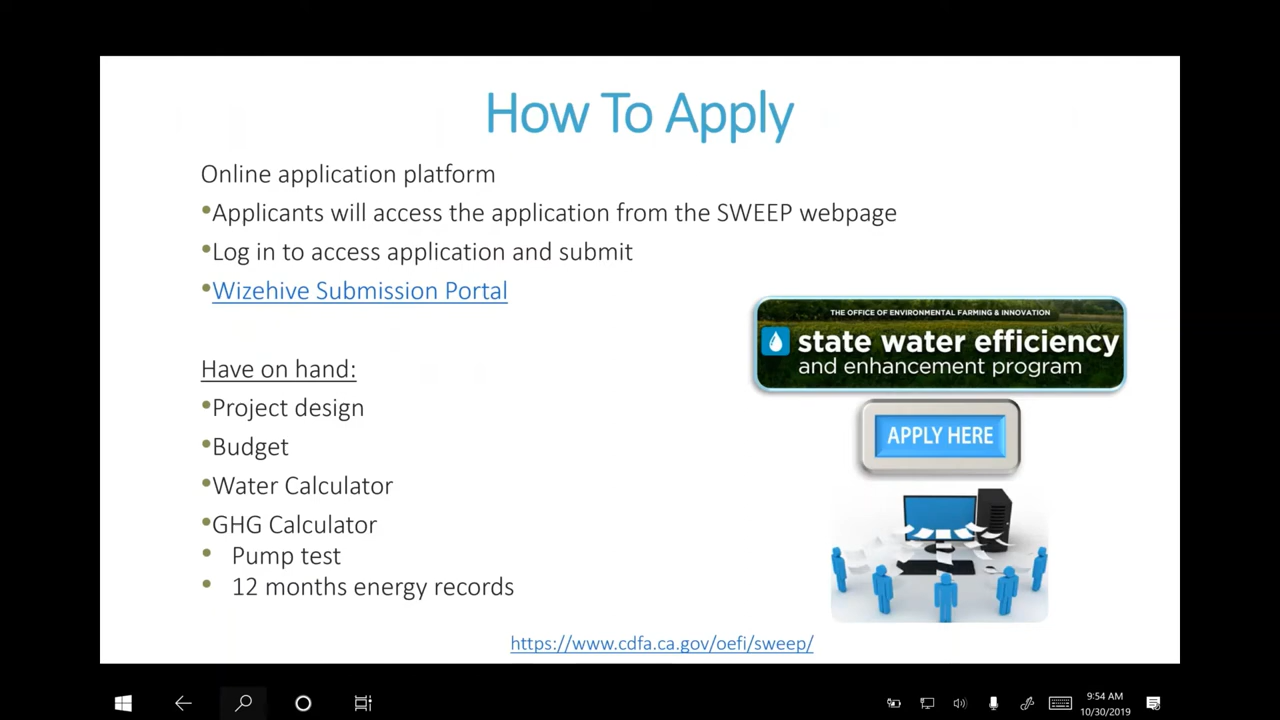 How To Apply
Online application platform
•Applicants will access the application from the SWEEP webpage
•Log in to access application and submit
•Wizehive Submission Portal
THE OFFICE OF ENVIRONMENTAL FARMING & INNOVATION
state water efficiency
and enhancement program
APPLY HERE
Have on hand:
•Project design
•Budget
•Water Calculator
•GHG Calculator
• Pump test
• 12 months energy records
https://www.cdfa.ca.gov/oefi/sweep/
9:54 AM
10/30/2019